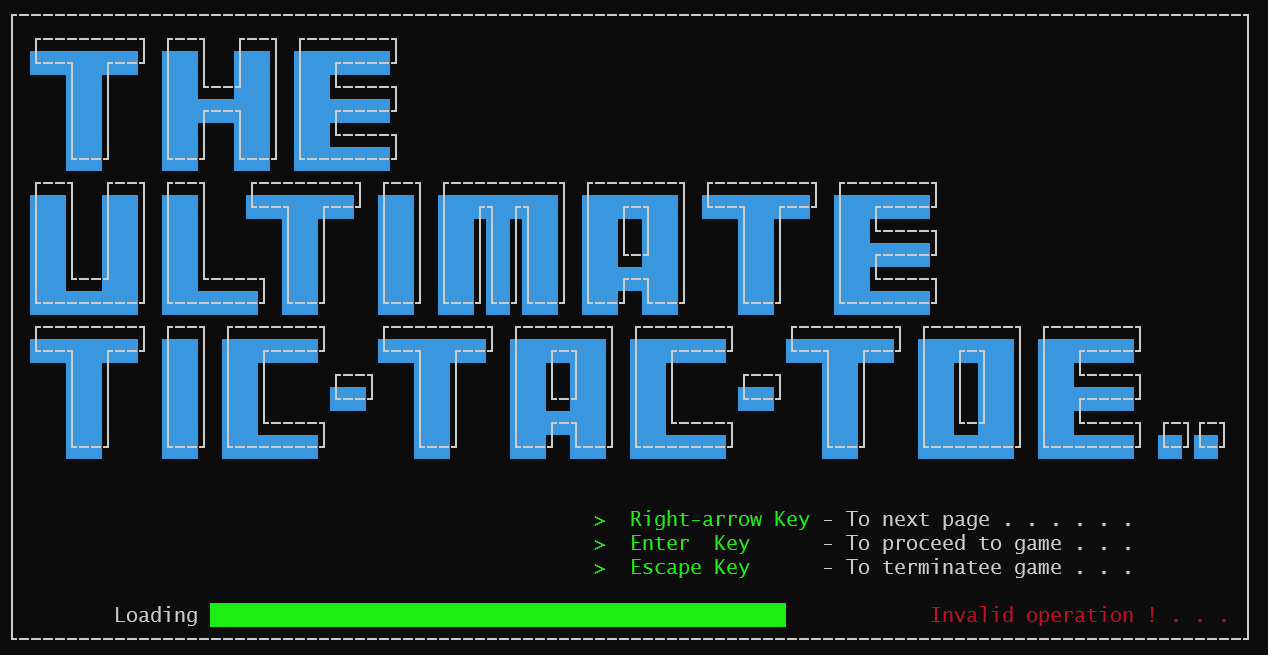 THE
ULTIMATE
TIC-TAC-TOE..
> Right-arrow Key - To next page . . . . . .
> Enter  Key      - To proceed to game . . .
> Escape Key      - To terminatee game . . .
Loading Invalid operation ! . . .